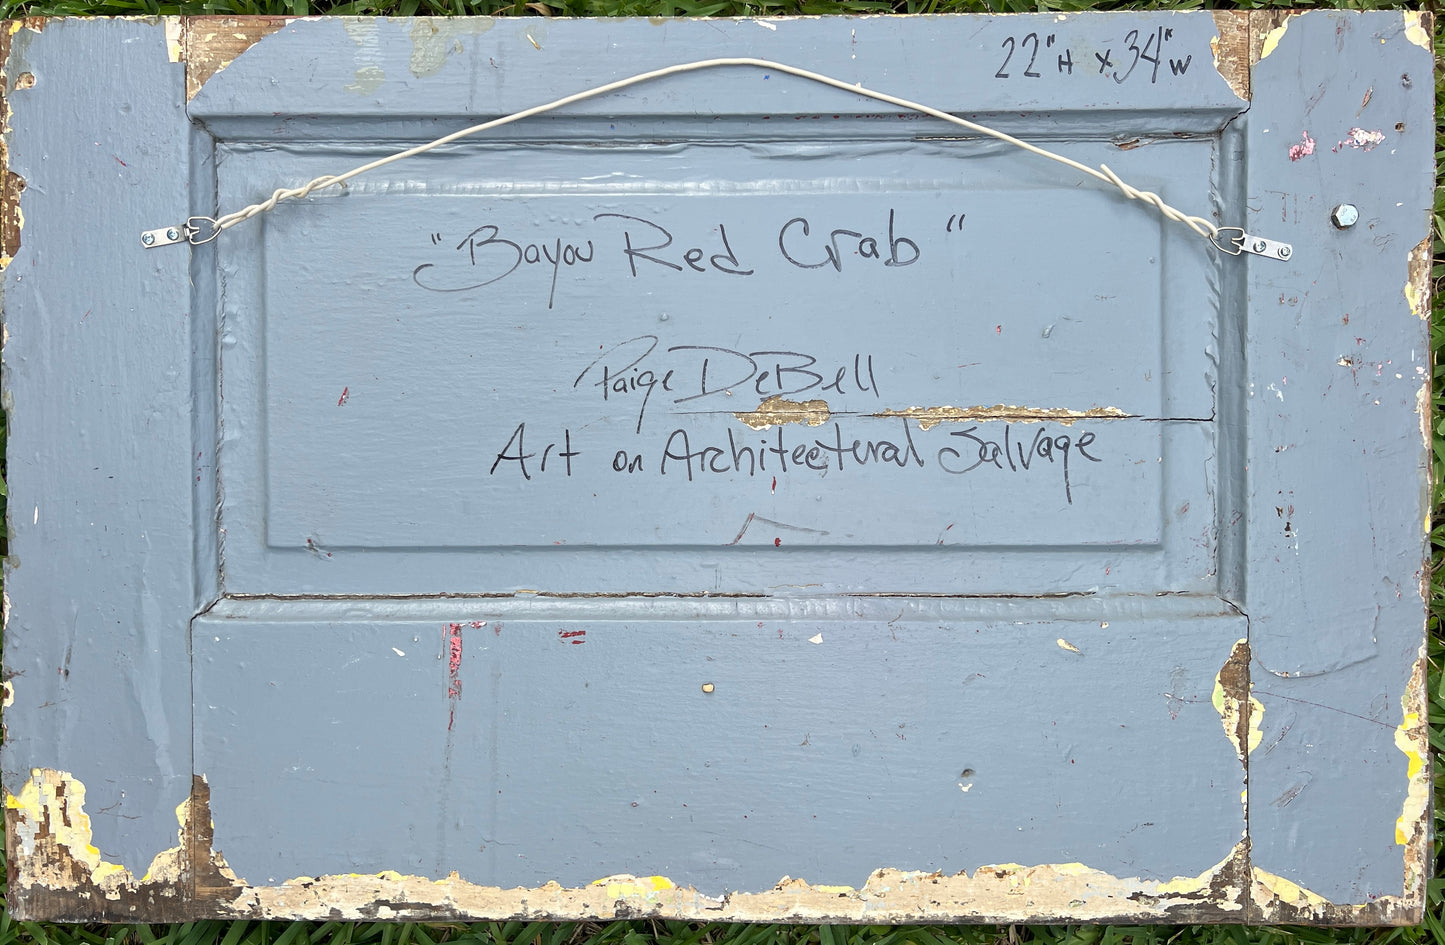 22"H x 34"W
"Bayou Red Crab"
Paige DeBell
Art on Architectural Salvage